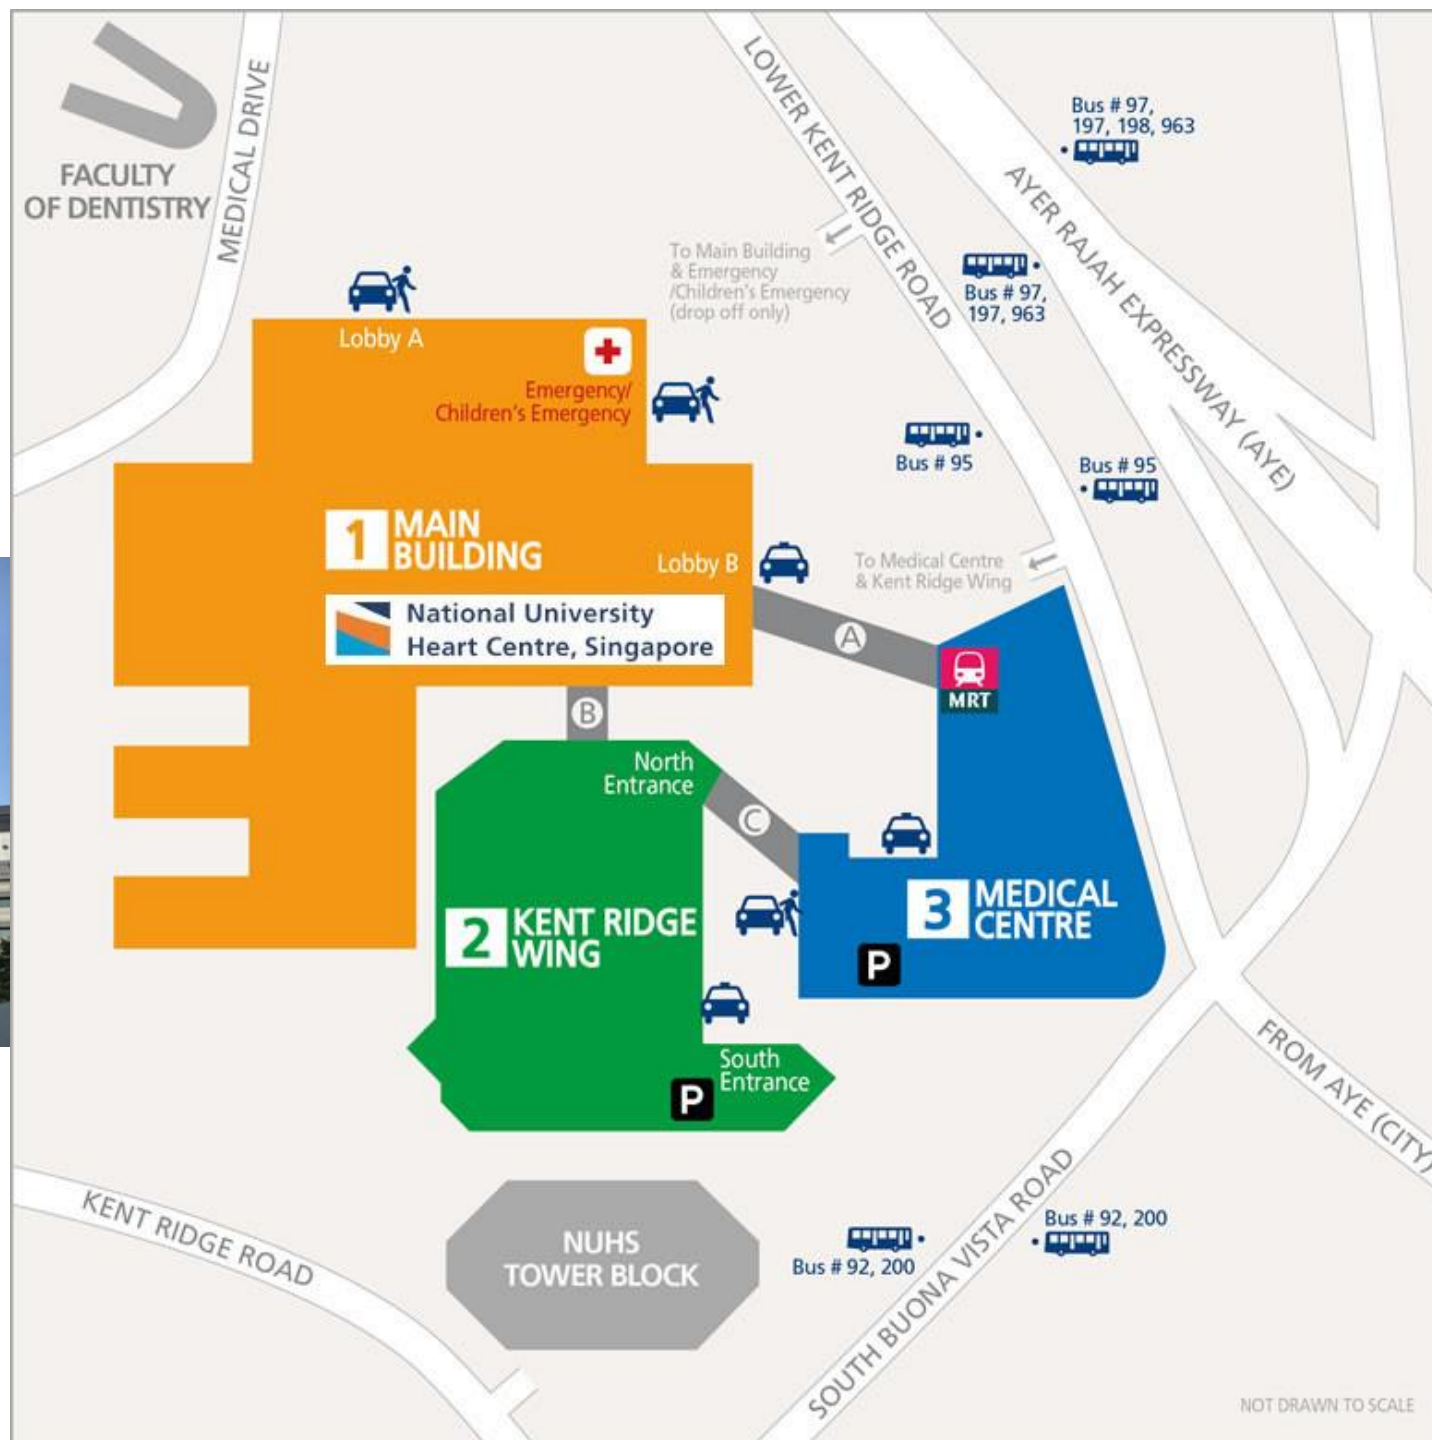 FACULTY
OF DENTISTRY
MEDICAL DRIVE
LOWER KENT RIDGE ROAD
Bus # 97,
197, 198, 963
AYER RAJAH EXPRESSWAY (AYE)
To Main Building
& Emergency
/Children's Emergency
(drop off only)
Bus # 97,
197, 963
Lobby A
Emergency/
Children's Emergency
Bus # 95
Bus # 95
1 MAIN
BUILDING
Lobby B
To Medical Centre
& Kent Ridge Wing
National University
Heart Centre, Singapore
A
MRT
B
North
Entrance
C
2 KENT RIDGE
WING
3 MEDICAL
CENTRE
P
South
Entrance
P
FROM AYE (CITY)
KENT RIDGE ROAD
NUHS
TOWER BLOCK
Bus # 92, 200
Bus # 92, 200
SOUTH BUONA VISTA ROAD
NOT DRAWN TO SCALE